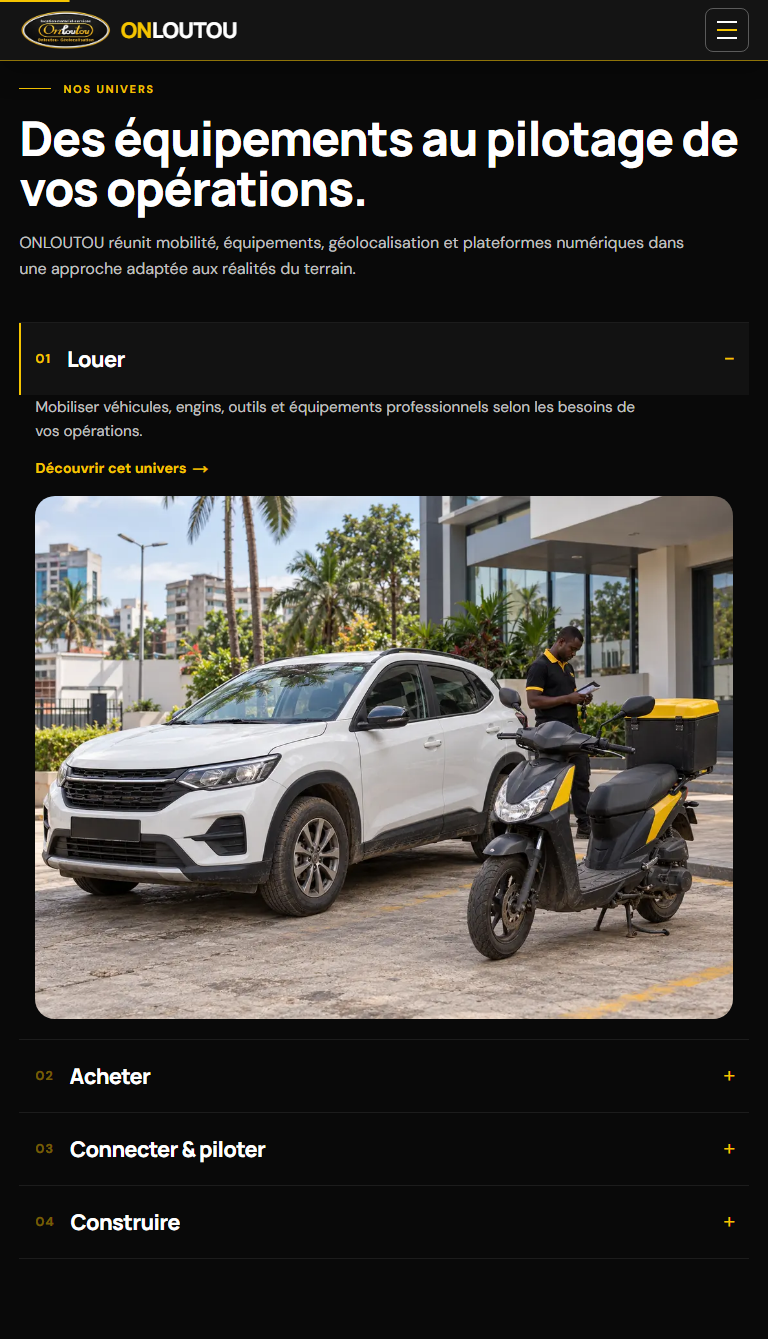 OnLoutou
ONLOUTOU
NOS UNIVERS
Des équipements au pilotage de
vos opérations.
ONLOUTOU réunit mobilité, équipements, géolocalisation et plateformes numériques dans
une approche adaptée aux réalités du terrain.
01 Louer −
Mobiliser véhicules, engins, outils et équipements professionnels selon les besoins de
vos opérations.
Découvrir cet univers →
02 Acheter +
03 Connecter & piloter +
04 Construire +